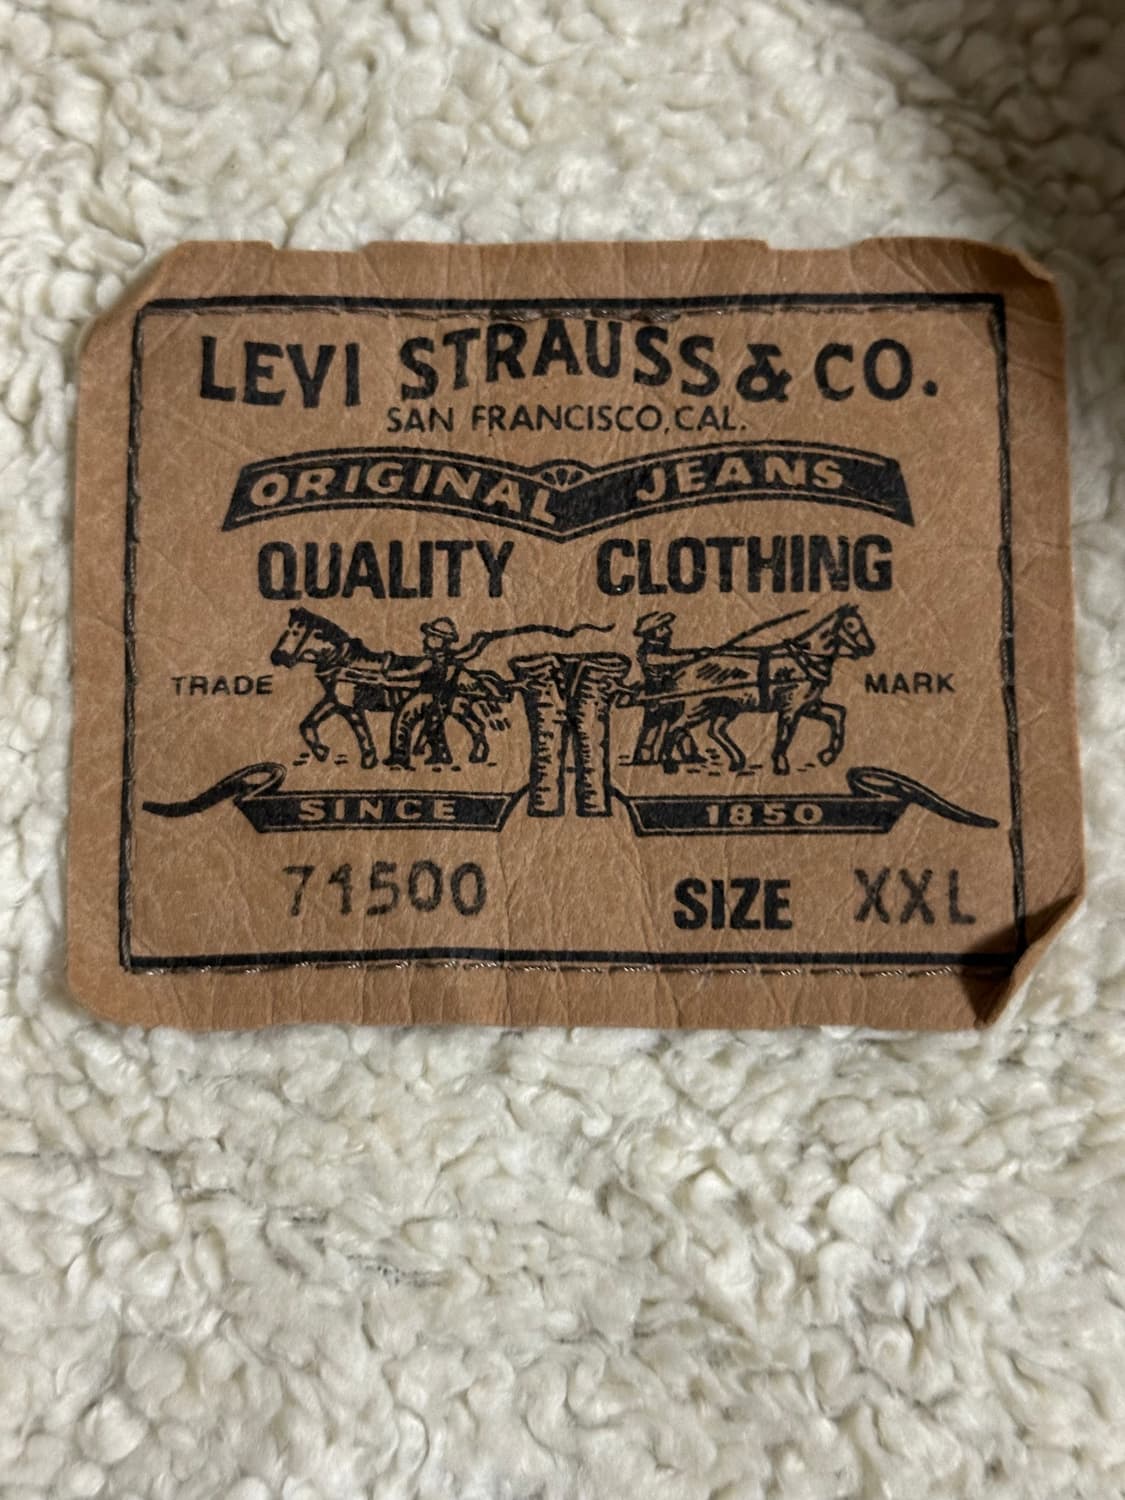 LEVI STRAUSS & CO.
SAN FRANCISCO, CAL.
ORIGINAL JEANS
QUALITY CLOTHING
TRADE MARK
SINCE 1850
71500 SIZE XXL